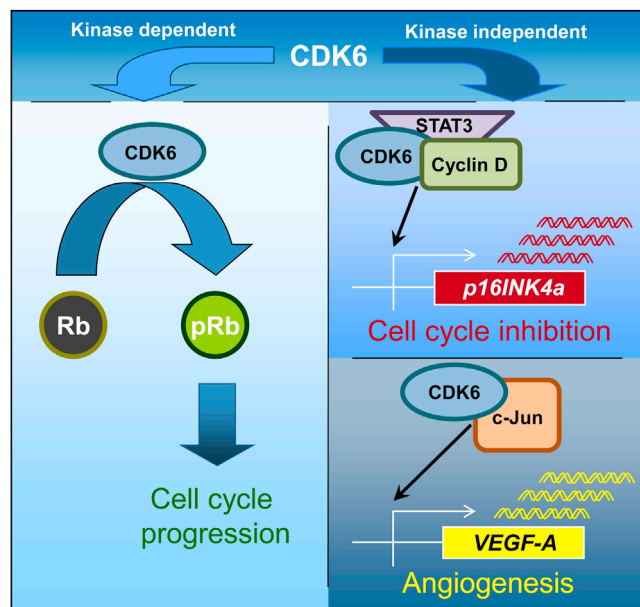 Kinase dependent
CDK6
Kinase independent
CDK6
Rb
pRb
Cell cycle
progression
STAT3
CDK6
Cyclin D
p16INK4a
Cell cycle inhibition
CDK6
c-Jun
VEGF-A
Angiogenesis